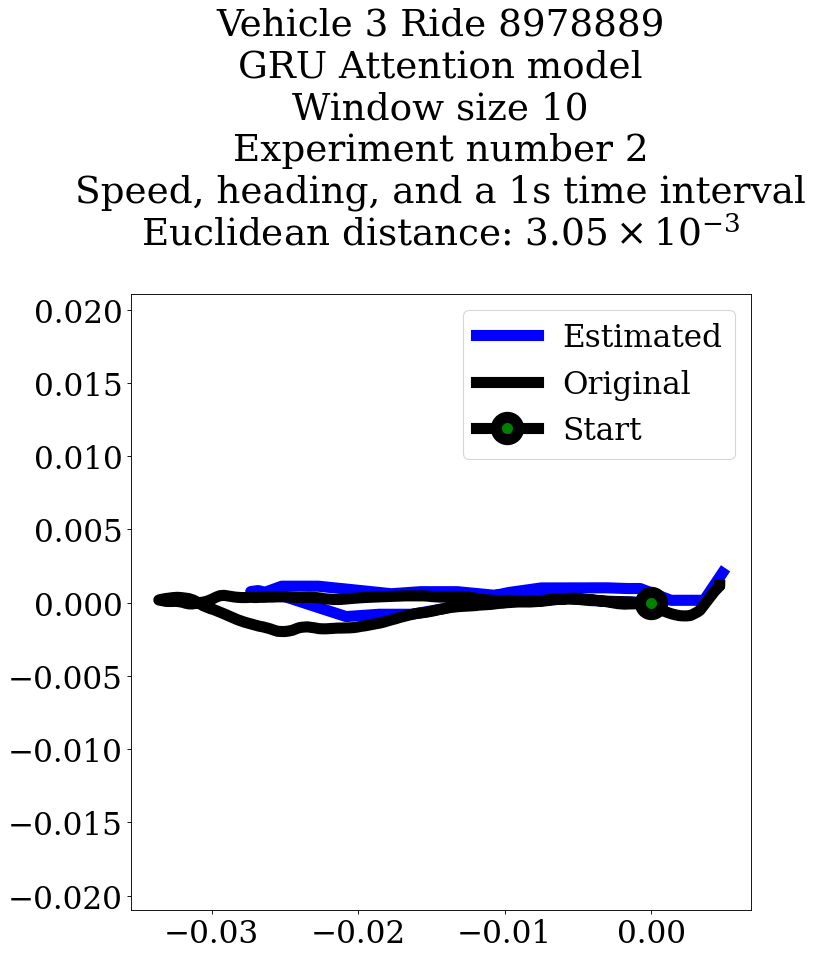 Vehicle 3 Ride 8978889
GRU Attention model
Window size 10
Experiment number 2
Speed, heading, and a 1s time interval
Euclidean distance: 3.05 × 10⁻³
Estimated
Original
Start
0.020
0.015
0.010
0.005
0.000
−0.005
−0.010
−0.015
−0.020
−0.03 −0.02 −0.01 0.00